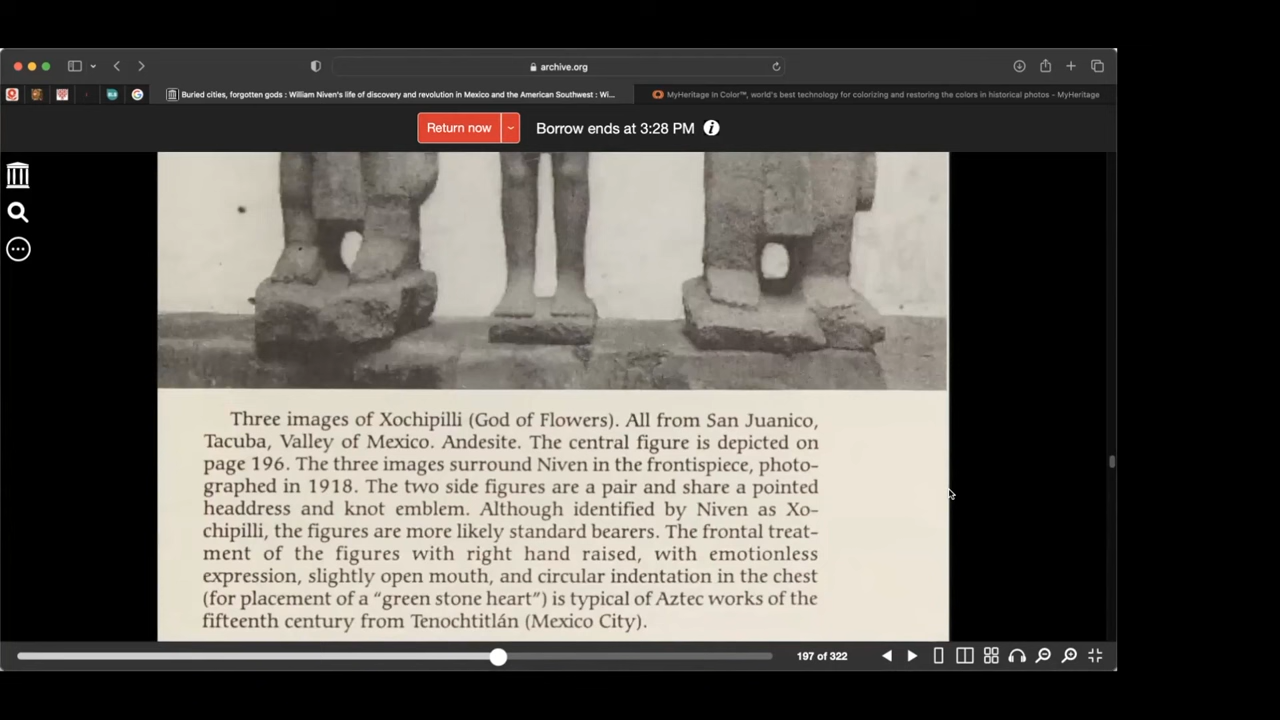 archive.org
Buried cities, forgotten gods : William Niven's life of discovery and revolution in Mexico and the American Southwest : Wi...
MyHeritage In Color™, world's best technology for colorizing and restoring the colors in historical photos - MyHeritage
Return now
Borrow ends at 3:28 PM
Three images of Xochipilli (God of Flowers). All from San Juanico,
Tacuba, Valley of Mexico. Andesite. The central figure is depicted on
page 196. The three images surround Niven in the frontispiece, photo-
graphed in 1918. The two side figures are a pair and share a pointed
headdress and knot emblem. Although identified by Niven as Xo-
chipilli, the figures are more likely standard bearers. The frontal treat-
ment of the figures with right hand raised, with emotionless
expression, slightly open mouth, and circular indentation in the chest
(for placement of a “green stone heart”) is typical of Aztec works of the
fifteenth century from Tenochtitlán (Mexico City).
197 of 322